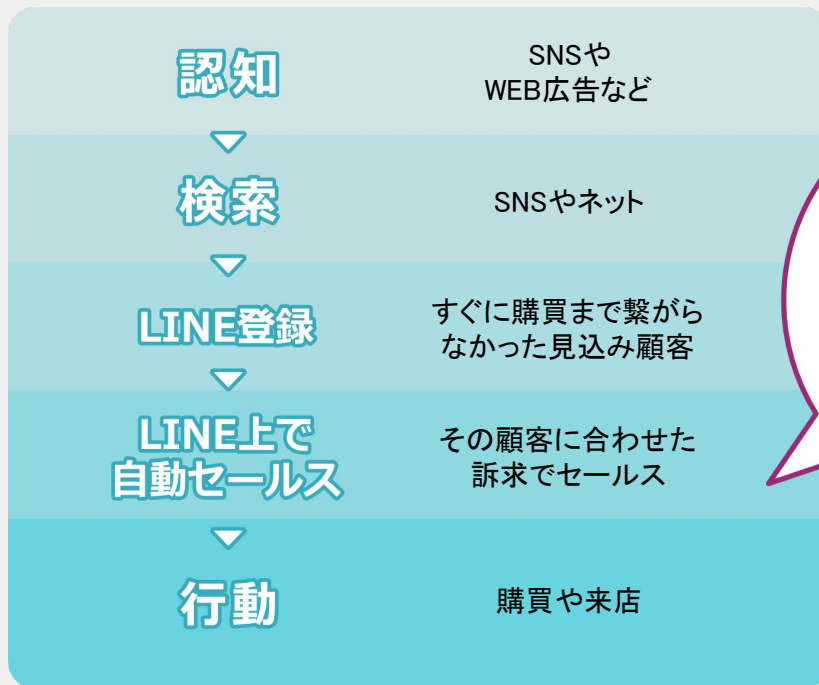 認知
SNSや
WEB広告など
検索
SNSやネット
LINE登録
すぐに購買まで繋がら
なかった見込み顧客
LINE上で
自動セールス
その顧客に合わせた
訴求でセールス
行動
購買や来店